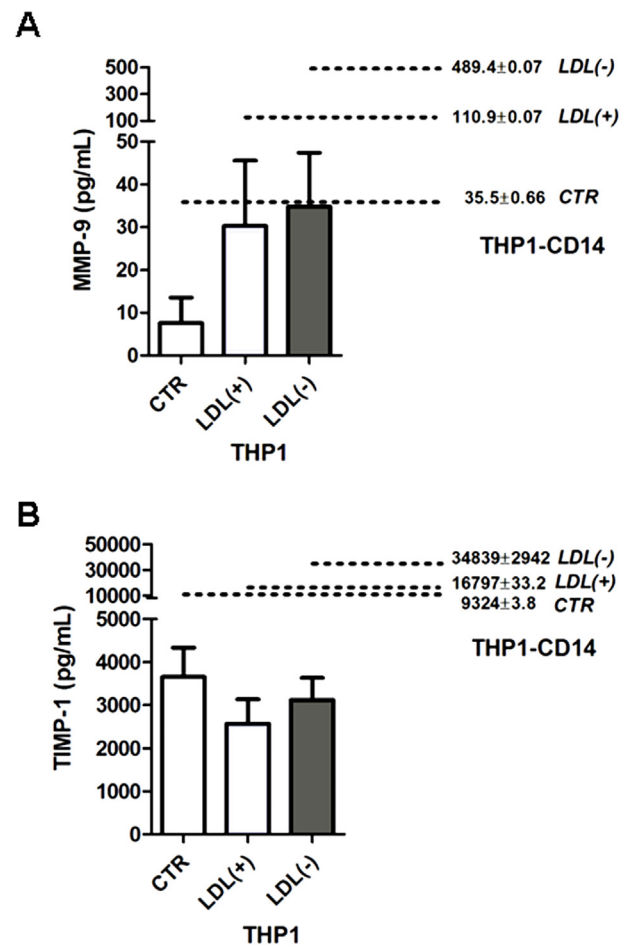 A
MMP-9 (pg/mL)
500
300
100
50
40
30
20
10
0
489.4±0.07 LDL(-)
110.9±0.07 LDL(+)
35.5±0.66 CTR
THP1-CD14
CTR
LDL(+)
LDL(-)
THP1
B
TIMP-1 (pg/mL)
50000
30000
10000
5000
4000
3000
2000
1000
0
34839±2942 LDL(-)
16797±33.2 LDL(+)
9324±3.8 CTR
THP1-CD14
CTR
LDL(+)
LDL(-)
THP1